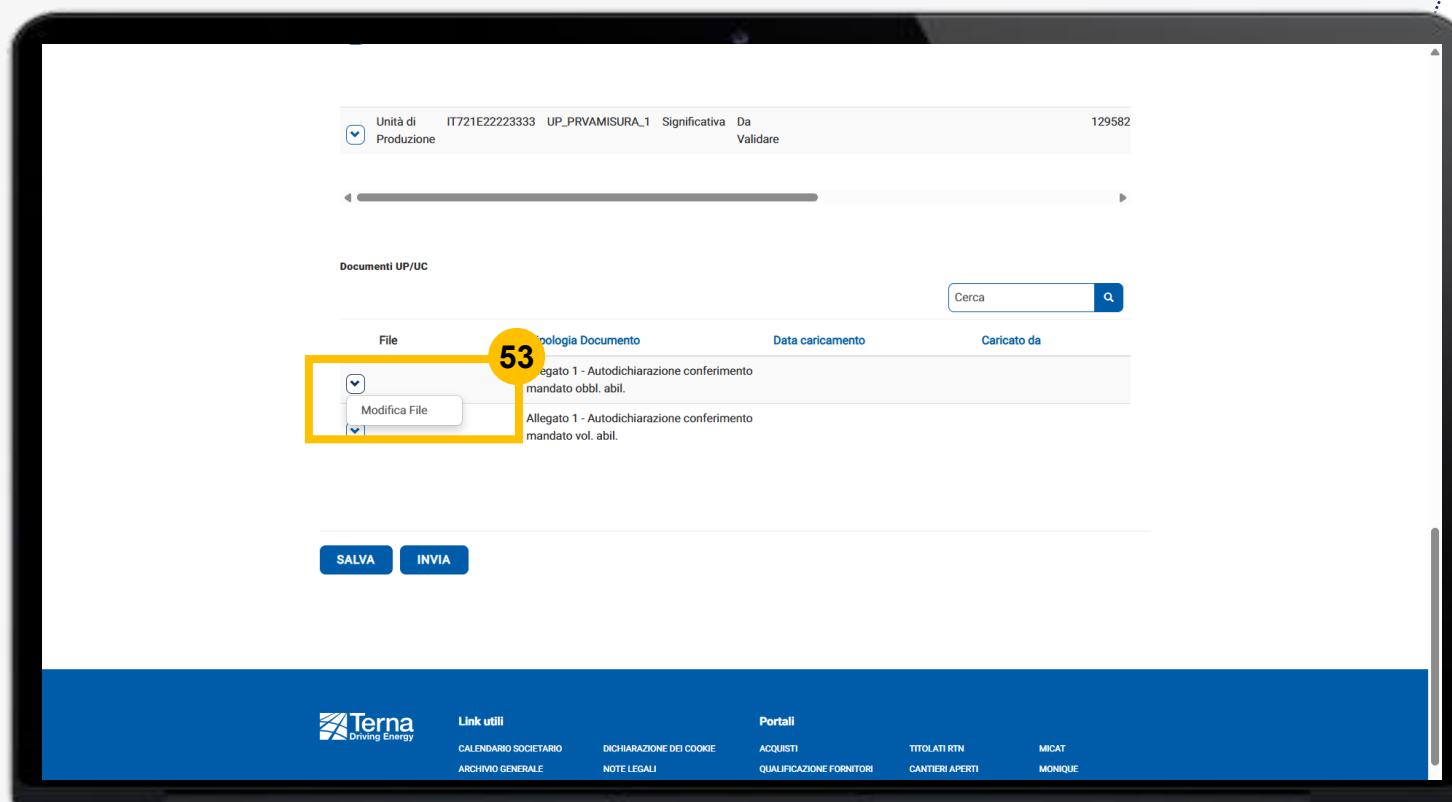 Unità di Produzione IT721E22223333 UP_PRVAMISURA_1 Significativa Da Validare 129582
Documenti UP/UC
Cerca
File ipologia Documento Data caricamento Caricato da
53
egato 1 - Autodichiarazione conferimento
mandato obbl. abil.
Modifica File
Allegato 1 - Autodichiarazione conferimento
mandato vol. abil.
SALVA INVIA
Terna
Driving Energy
Link utili Portali
CALENDARIO SOCIETARIO DICHIARAZIONE DEI COOKIE ACQUISTI TITOLATI RTN MICAT
ARCHIVIO GENERALE NOTE LEGALI QUALIFICAZIONE FORNITORI CANTIERI APERTI MONIQUE